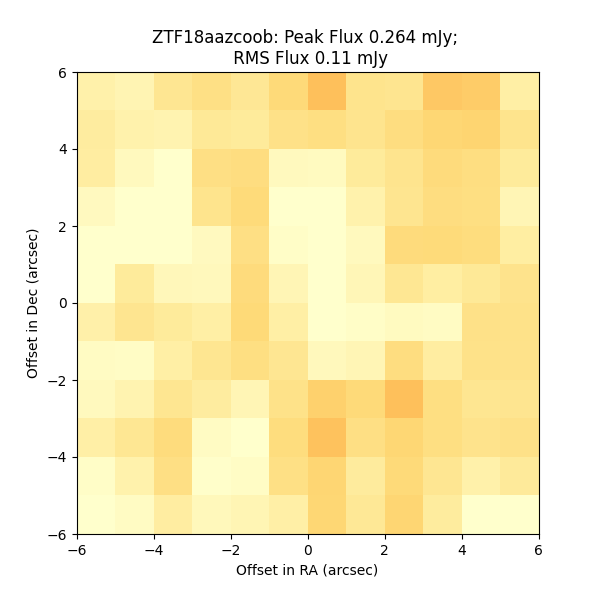 ZTF18aazcoob: Peak Flux 0.264 mJy;
RMS Flux 0.11 mJy
6
4
2
0
−2
−4
−6
Offset in Dec (arcsec)
−6 −4 −2 0 2 4 6
Offset in RA (arcsec)